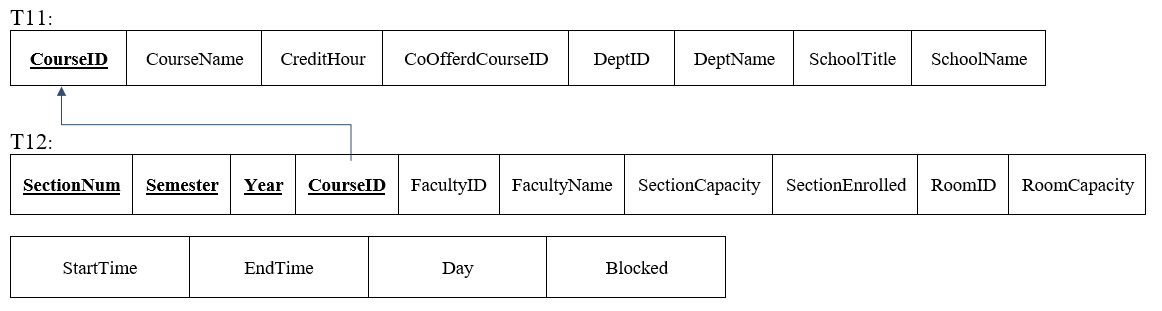 T11:
CourseID CourseName CreditHour CoOfferdCourseID DeptID DeptName SchoolTitle SchoolName
T12:
SectionNum Semester Year CourseID FacultyID FacultyName SectionCapacity SectionEnrolled RoomID RoomCapacity
StartTime EndTime Day Blocked